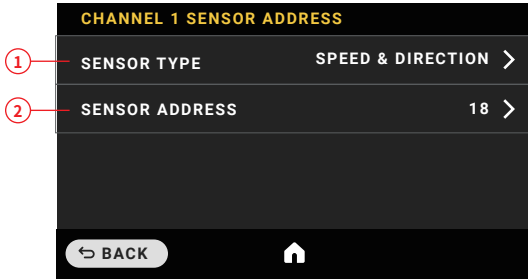 CHANNEL 1 SENSOR ADDRESS
1 SENSOR TYPE SPEED & DIRECTION
2 SENSOR ADDRESS 18
BACK